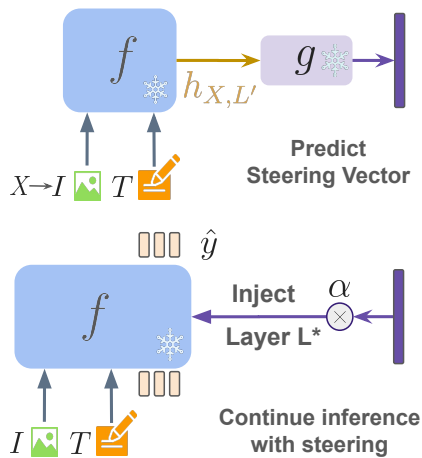 f
g
h_{X,L'}
X→I T
Predict
Steering Vector
ŷ
f
Inject
Layer L*
α
×
I T
Continue inference
with steering